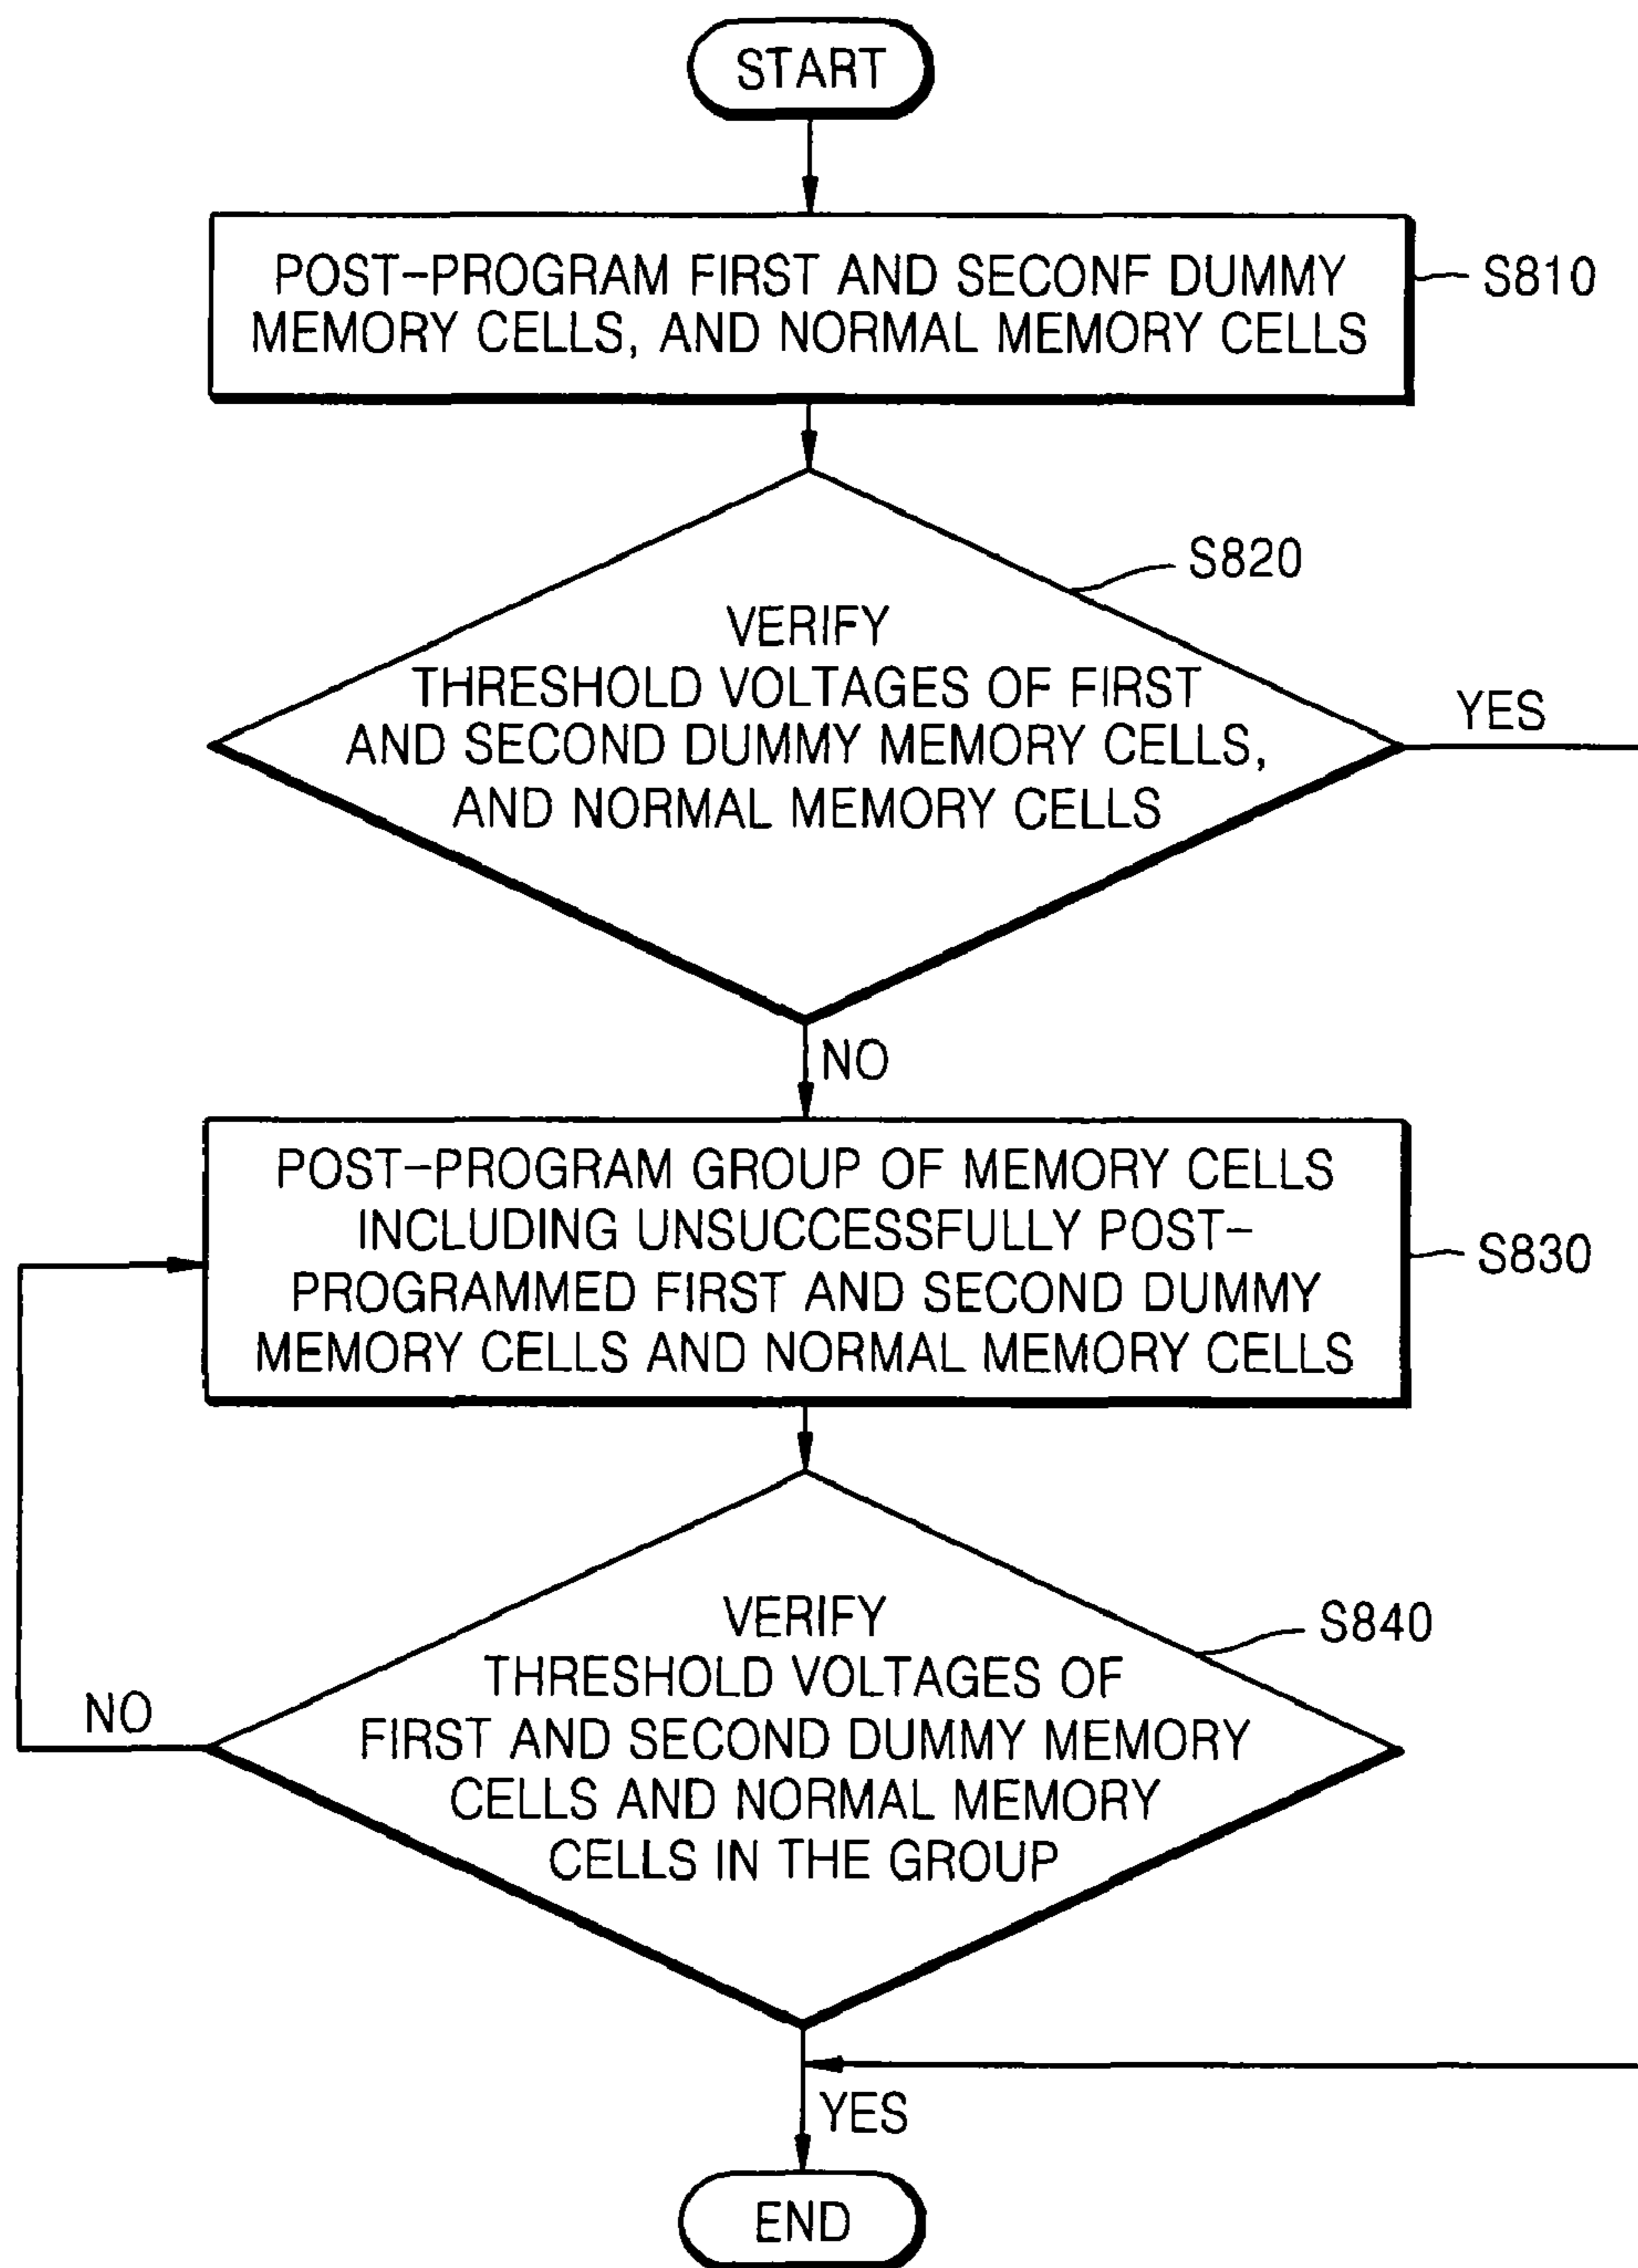 START
POST-PROGRAM FIRST AND SECONF DUMMY
MEMORY CELLS, AND NORMAL MEMORY CELLS
S810
S820
VERIFY
THRESHOLD VOLTAGES OF FIRST
AND SECOND DUMMY MEMORY CELLS,
AND NORMAL MEMORY CELLS
YES
NO
POST-PROGRAM GROUP OF MEMORY CELLS
INCLUDING UNSUCCESSFULLY POST-
PROGRAMMED FIRST AND SECOND DUMMY
MEMORY CELLS AND NORMAL MEMORY CELLS
S830
S840
VERIFY
THRESHOLD VOLTAGES OF
FIRST AND SECOND DUMMY MEMORY
CELLS AND NORMAL MEMORY
CELLS IN THE GROUP
NO
YES
END